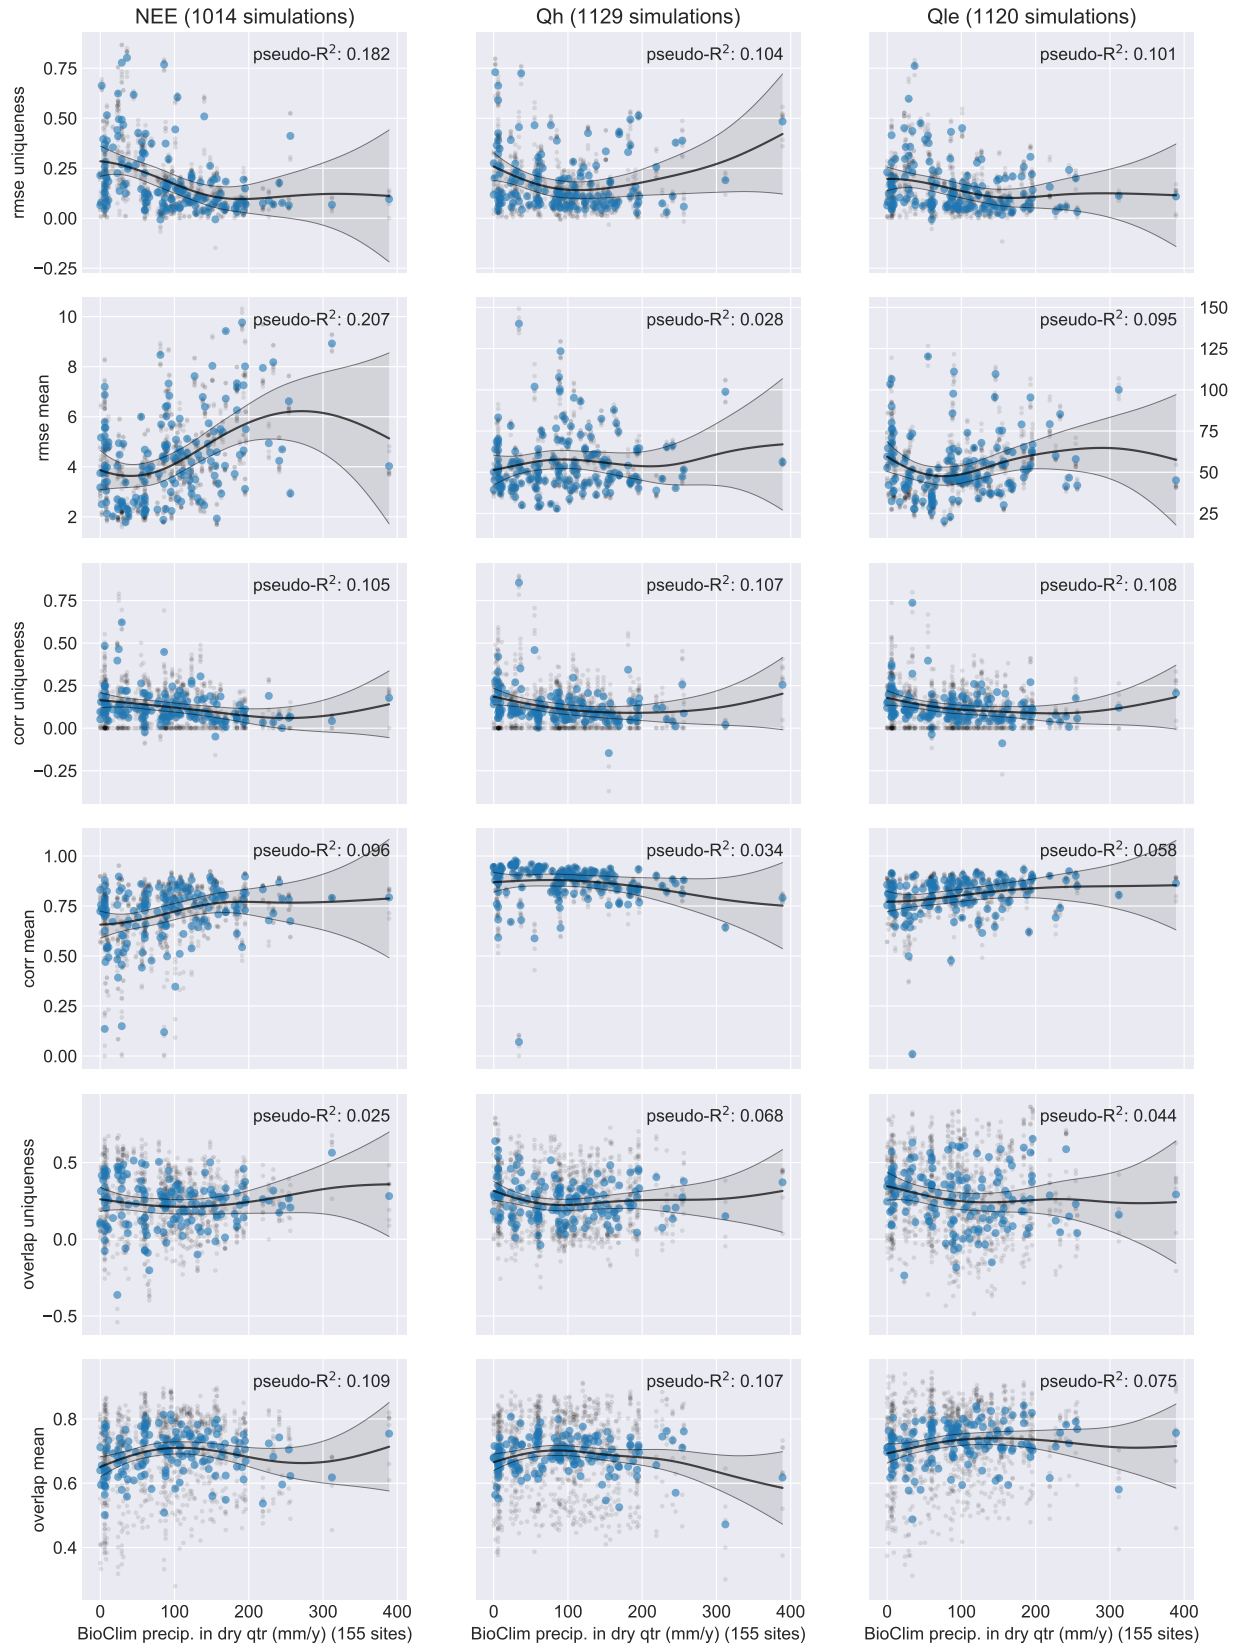 NEE (1014 simulations) Qh (1129 simulations) Qle (1120 simulations)
rmse uniqueness
0.75
0.50
0.25
0.00
−0.25
pseudo-R²: 0.182
pseudo-R²: 0.104
pseudo-R²: 0.101
rmse mean
10
8
6
4
2
pseudo-R²: 0.207
pseudo-R²: 0.028
pseudo-R²: 0.095
150
125
100
75
50
25
corr uniqueness
0.75
0.50
0.25
0.00
−0.25
pseudo-R²: 0.105
pseudo-R²: 0.107
pseudo-R²: 0.108
corr mean
1.00
0.75
0.50
0.25
0.00
pseudo-R²: 0.096
pseudo-R²: 0.034
pseudo-R²: 0.058
overlap uniqueness
0.5
0.0
−0.5
pseudo-R²: 0.025
pseudo-R²: 0.068
pseudo-R²: 0.044
overlap mean
0.8
0.6
0.4
pseudo-R²: 0.109
pseudo-R²: 0.107
pseudo-R²: 0.075
0 100 200 300 400 0 100 200 300 400 0 100 200 300 400
BioClim precip. in dry qtr (mm/y) (155 sites) BioClim precip. in dry qtr (mm/y) (155 sites) BioClim precip. in dry qtr (mm/y) (155 sites)